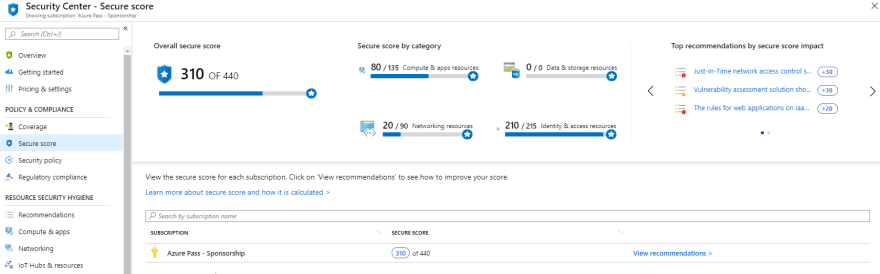 Security Center - Secure score
Showing subscription 'Azure Pass - Sponsorship'
Search (Ctrl+/)
«
Overview
Getting started
Pricing & settings
POLICY & COMPLIANCE
Coverage
Secure score
Security policy
Regulatory compliance
RESOURCE SECURITY HYGIENE
Recommendations
Compute & apps
Networking
IoT Hubs & resources
Overall secure score
310 OF 440
Secure score by category
80 / 135 Compute & apps resources
0 / 0 Data & storage resources
20 / 90 Networking resources
210 / 215 Identity & access resources
Top recommendations by secure score impact
Just-In-Time network access control s... +30
Vulnerability assessment solution sho... +30
The rules for web applications on Iaa... +20
View the secure score for each subscription. Click on 'View recommendations' to see how to improve your score.
Learn more about secure score and how it is calculated >
Search by subscription name
SUBSCRIPTION SECURE SCORE
Azure Pass - Sponsorship 310 of 440 View recommendations >